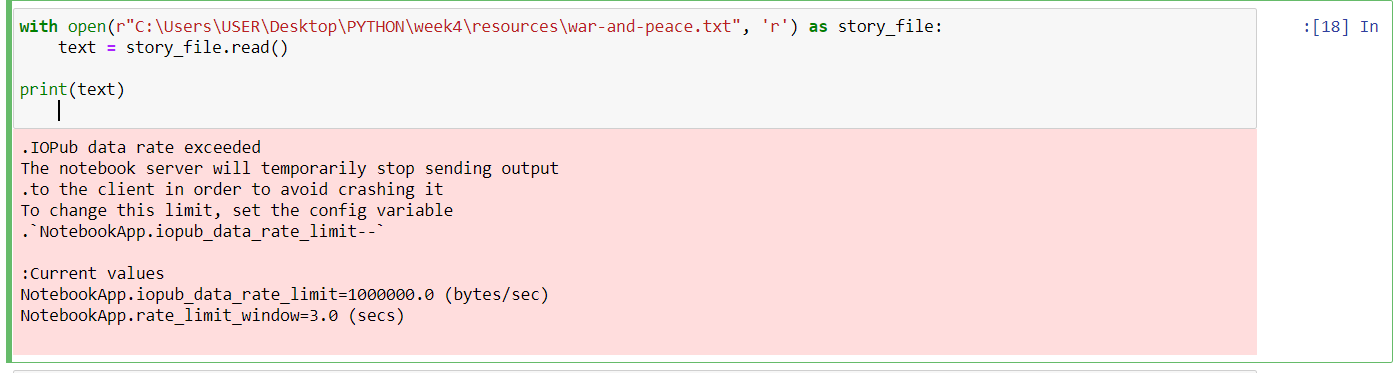 with open(r"C:\Users\USER\Desktop\PYTHON\week4\resources\war-and-peace.txt", 'r') as story_file:
    text = story_file.read()

print(text)
:[18] In
.IOPub data rate exceeded
The notebook server will temporarily stop sending output
.to the client in order to avoid crashing it
To change this limit, set the config variable
.`NotebookApp.iopub_data_rate_limit--`

:Current values
NotebookApp.iopub_data_rate_limit=1000000.0 (bytes/sec)
NotebookApp.rate_limit_window=3.0 (secs)